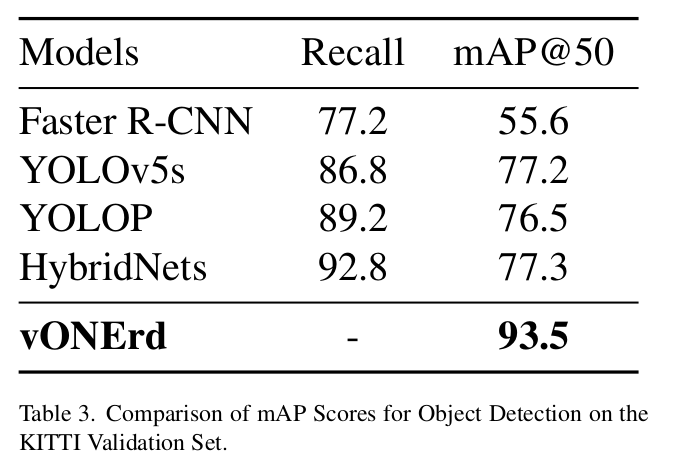 Models Recall mAP@50
Faster R-CNN 77.2 55.6
YOLOv5s 86.8 77.2
YOLOP 89.2 76.5
HybridNets 92.8 77.3
vONErd - 93.5
Table 3. Comparison of mAP Scores for Object Detection on the
KITTI Validation Set.